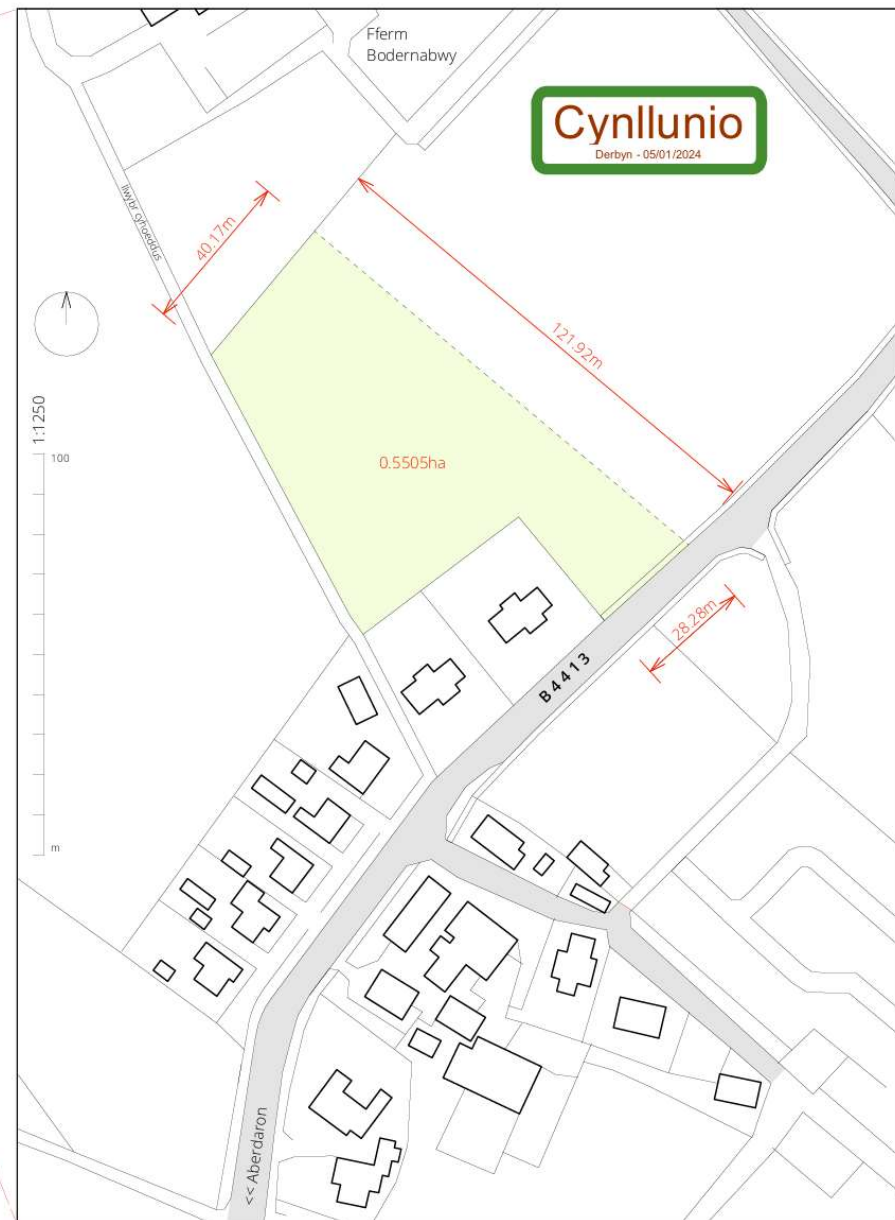 Fferm
Bodernabwy
Cynllunio
Derbyn - 05/01/2024
llwybr cyhoeddus
40.17m
121.92m
1:1250
100
0.5505ha
28.28m
B4413
m
<< Aberdaron